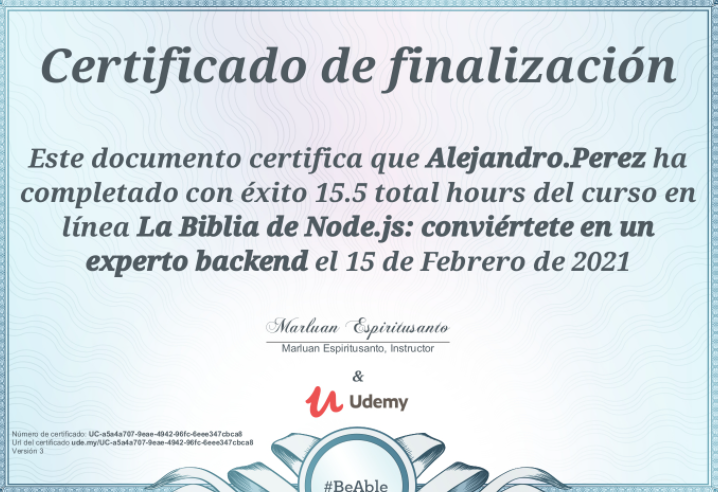 Certificado de finalización
Este documento certifica que Alejandro.Perez ha
completado con éxito 15.5 total hours del curso en
línea La Biblia de Node.js: conviértete en un
experto backend el 15 de Febrero de 2021
Marluan Espiritusanto
Marluan Espiritusanto, Instructor
&
Udemy
Número de certificado: UC-a5a4a707-9eae-4942-96fc-6eee347cbca8
Url del certificado ude.my/UC-a5a4a707-9eae-4942-96fc-6eee347cbca8
Versión 3
#BeAble